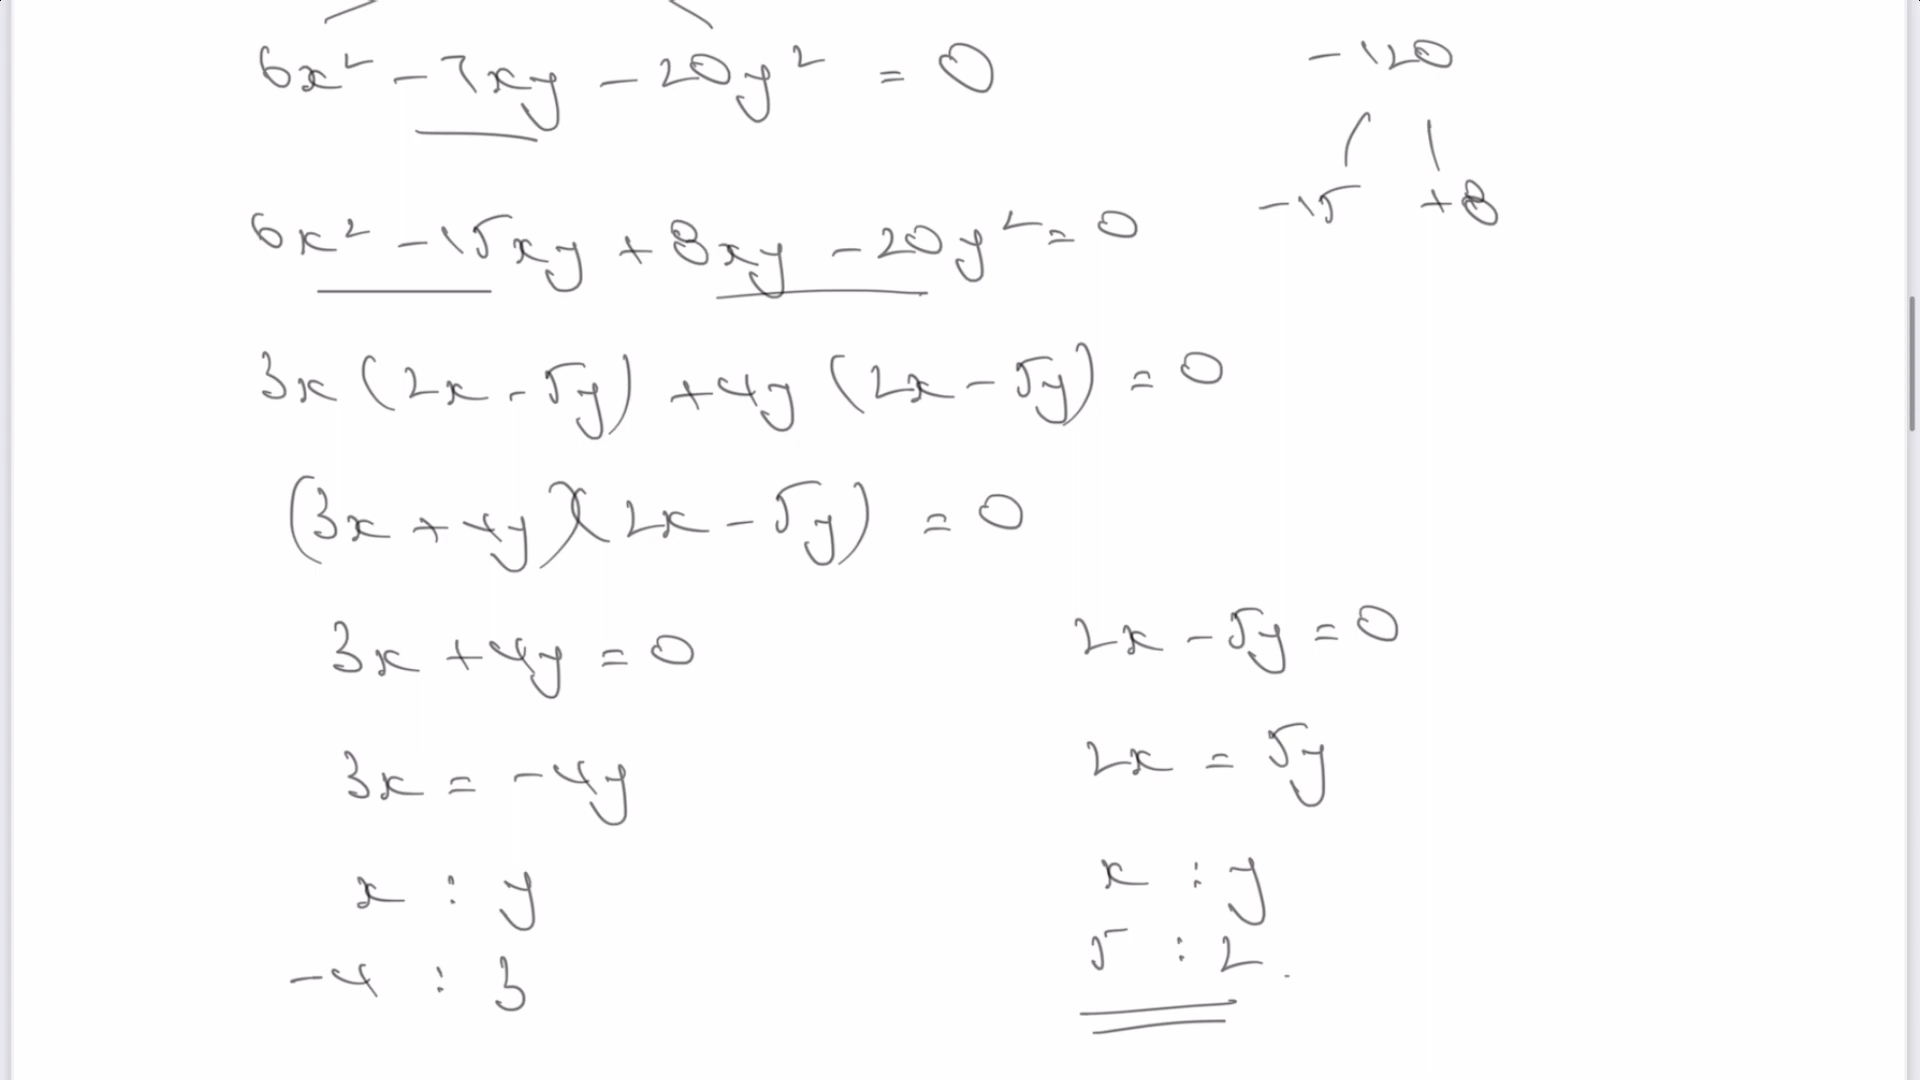 6x² - 7xy - 20y² = 0
-120
-15 +8
6x² - 15xy + 8xy - 20y² = 0
3x (2x - 5y) + 4y (2x - 5y) = 0
(3x + 4y)(2x - 5y) = 0
3x + 4y = 0
3x = -4y
x : y
-4 : 3
2x - 5y = 0
2x = 5y
x : y
5 : 2.